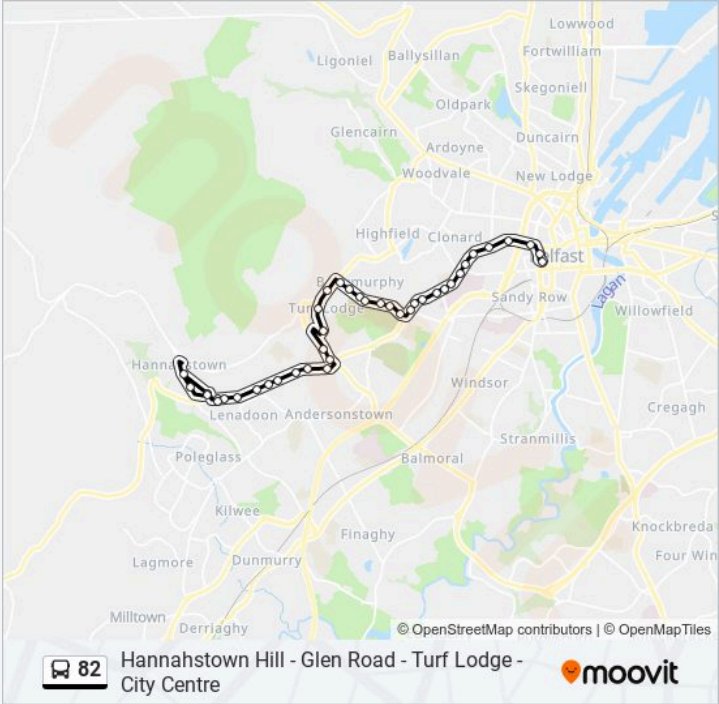 Lowwood
Ligoniel
Ballysillan
Fortwilliam
Skegoniell
Oldpark
Glencairn
Duncairn
Ardoyne
Woodvale
New Lodge
Highfield
Clonard
lfast
B
murphy
Sandy Row
Lagan
Turf Lodge
Willowfield
Hannahstown
Windsor
Lenadoon
Andersonstown
Cregagh
Stranmillis
Poleglass
Balmoral
Kilwee
Finaghy
Knockbreda
Four Win
Lagmore
Dunmurry
Milltown
Derriaghy
© OpenStreetMap contributors | © OpenMapTiles
82
Hannahstown Hill - Glen Road - Turf Lodge -
City Centre
moovit